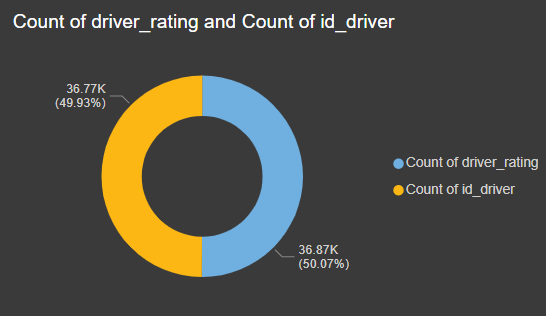 Count of driver_rating and Count of id_driver
36.77K
(49.93%)
Count of driver_rating
Count of id_driver
36.87K
(50.07%)